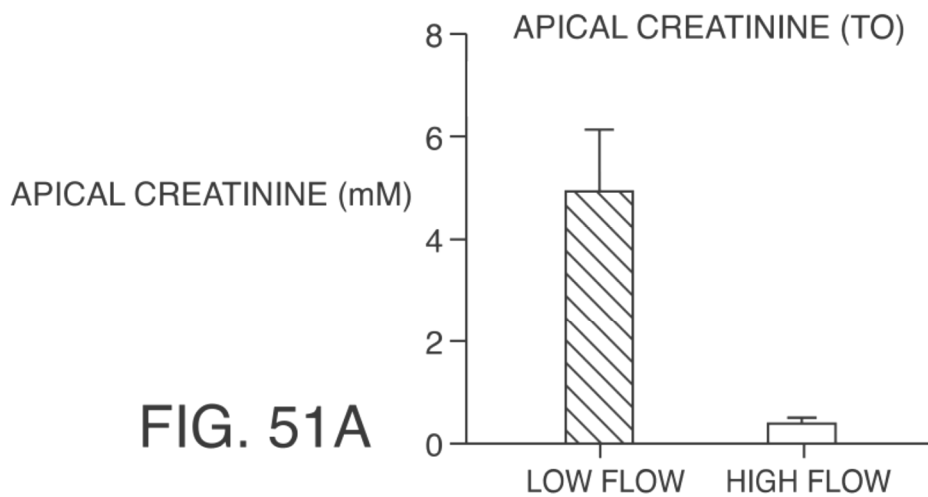 APICAL CREATININE (TO)
8
6
APICAL CREATININE (mM)
4
2
0
LOW FLOW
HIGH FLOW
FIG. 51A